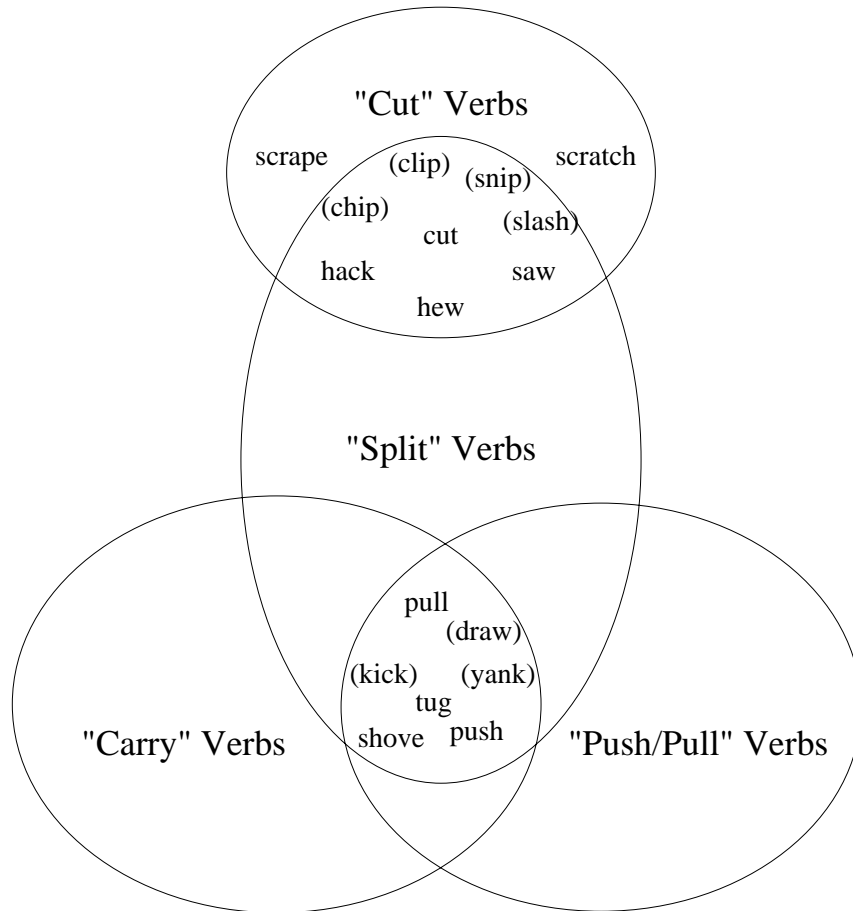 "Cut" Verbs
scrape
(clip)
scratch
(snip)
(chip)
(slash)
cut
hack
saw
hew
"Split" Verbs
pull
(draw)
(kick)
(yank)
tug
shove
push
"Carry" Verbs
"Push/Pull" Verbs